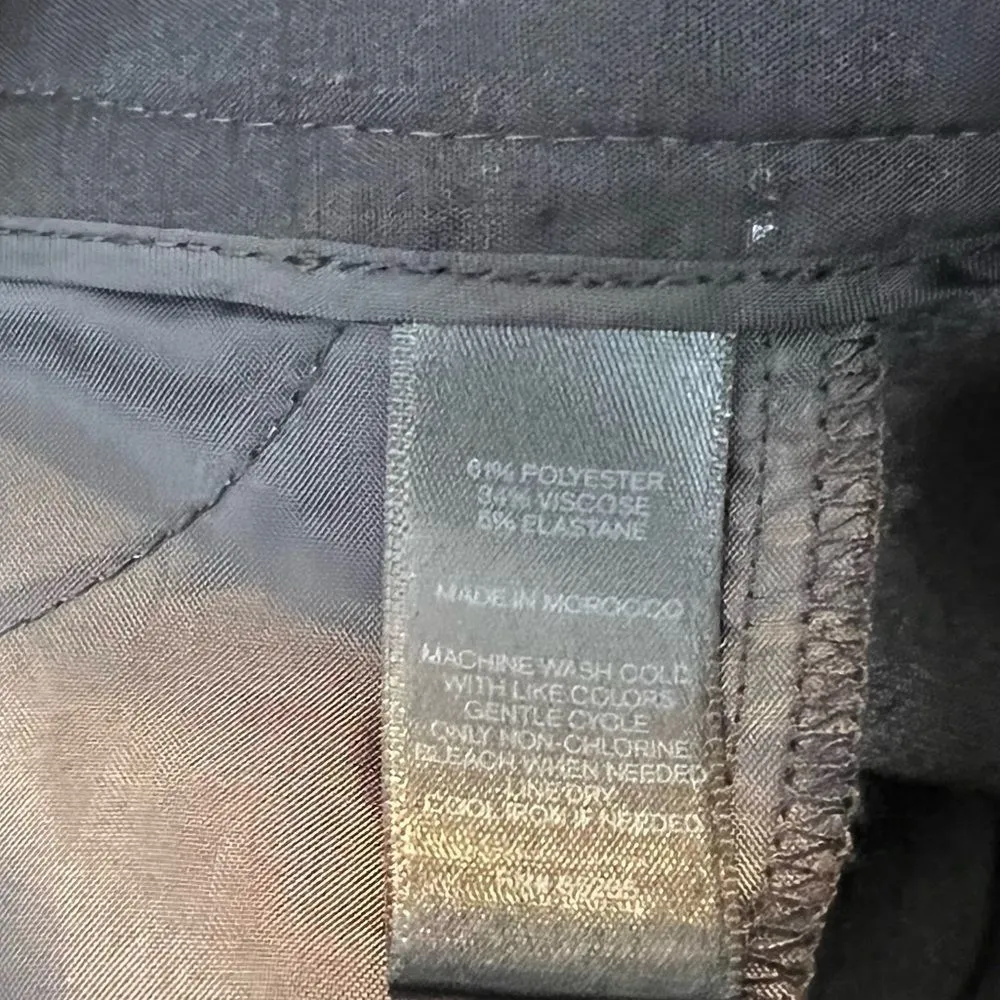 61% POLYESTER
34% VISCOSE
5% ELASTANE
MADE IN MOROCCO
MACHINE WASH COLD
WITH LIKE COLORS
GENTLE CYCLE
ONLY NON-CHLORINE
BLEACH WHEN NEEDED
LINE DRY
COOL IRON IF NEEDED